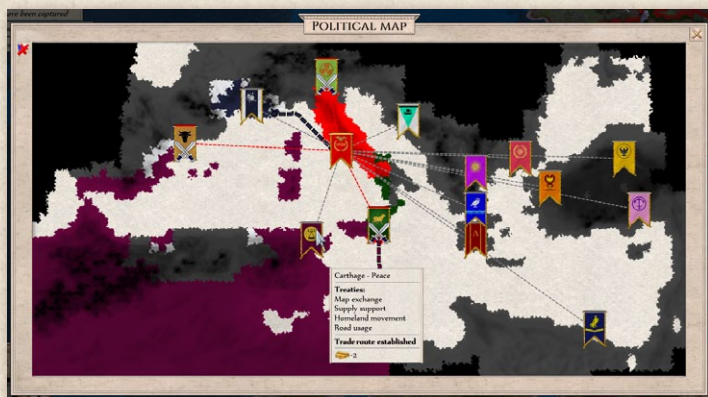 have been captured
POLITICAL MAP
Carthage - Peace
Treaties:
Map exchange
Supply support
Homeland movement
Road usage
Trade route established
-2